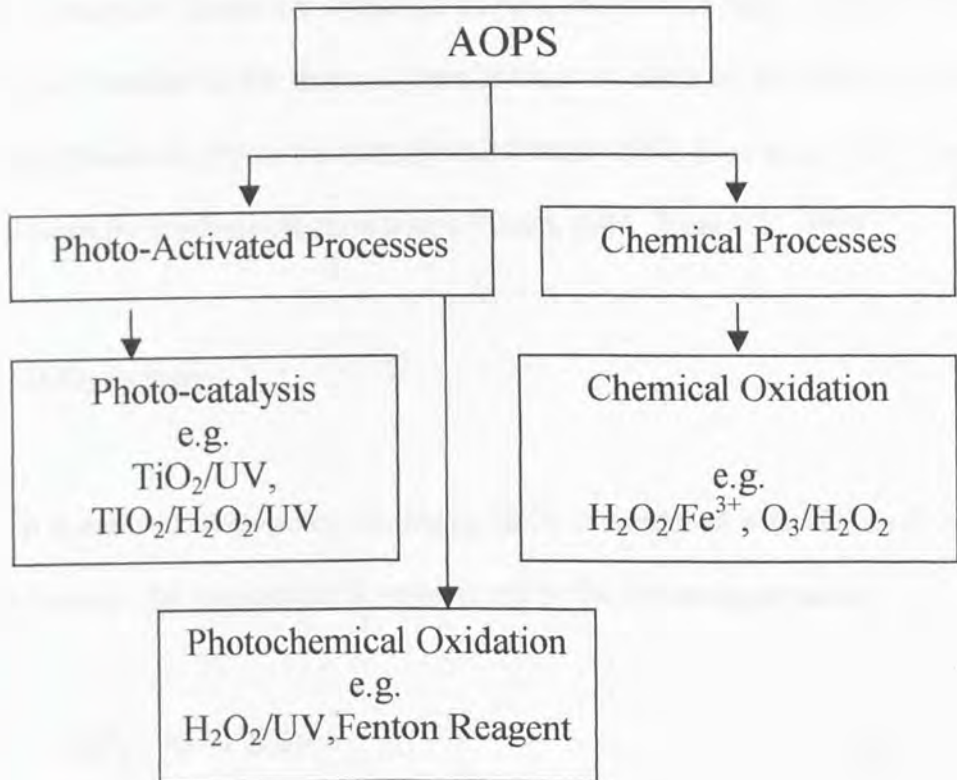 AOPS
Photo-Activated Processes
Chemical Processes
Photo-catalysis
e.g.
TiO₂/UV,
TIO₂/H₂O₂/UV
Chemical Oxidation
e.g.
H₂O₂/Fe³⁺, O₃/H₂O₂
Photochemical Oxidation
e.g.
H₂O₂/UV,Fenton Reagent